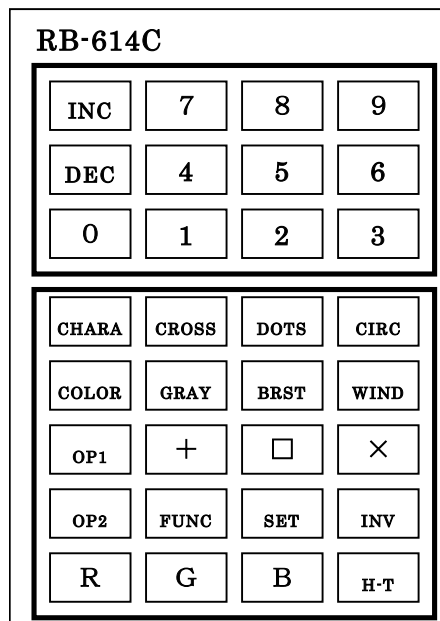 RB-614C
INC 7 8 9
DEC 4 5 6
0 1 2 3
CHARA CROSS DOTS CIRC
COLOR GRAY BRST WIND
OP1 + □ ×
OP2 FUNC SET INV
R G B H-T